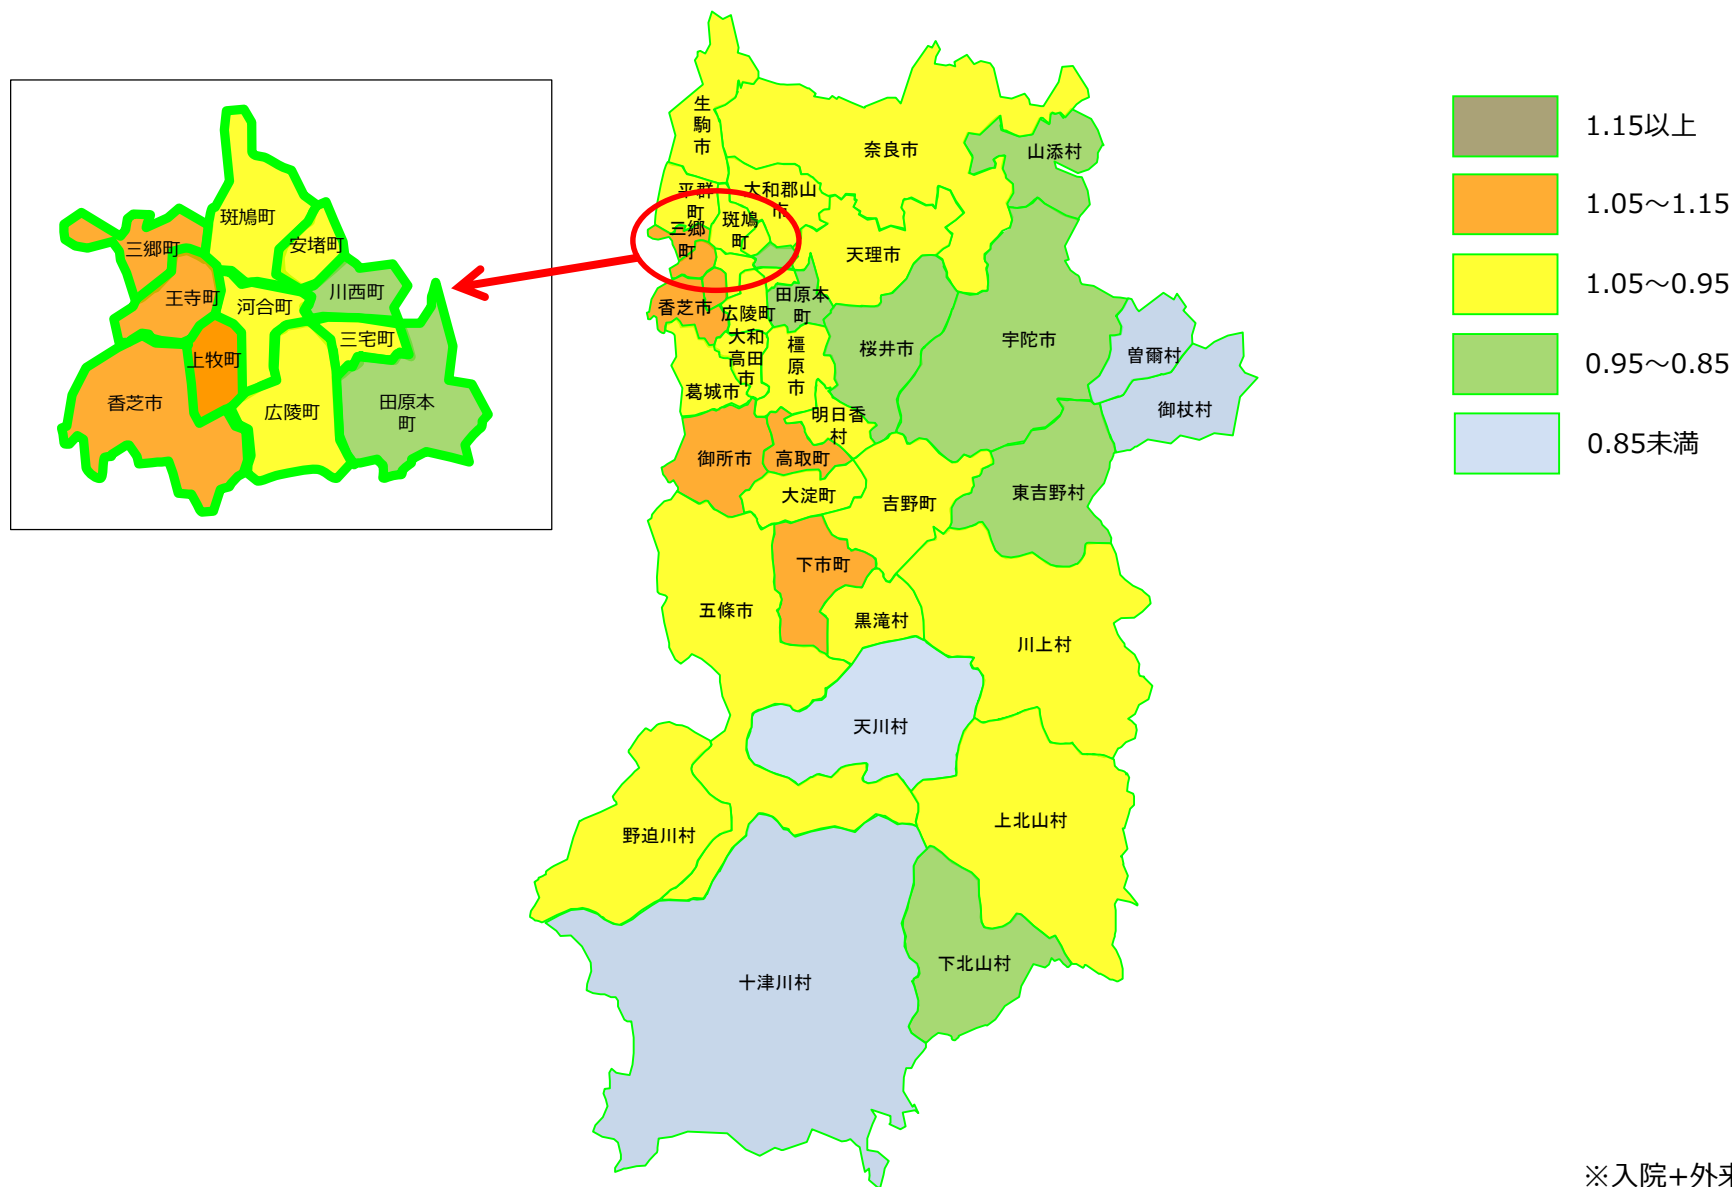 斑鳩町
安堵町
三郷町
川西町
王寺町
河合町
三宅町
上牧町
香芝市
広陵町
田原本
町
生
駒
市
奈良市
山添村
平群
町
大和郡山
市
斑鳩
町
三郷
町
天理市
田原本
町
香芝市
広陵町
大和
高田
市
橿
原
市
桜井市
宇陀市
曽爾村
葛城市
御杖村
明日香
村
御所市
高取町
大淀町
吉野町
東吉野村
下市町
五條市
黒滝村
川上村
天川村
野迫川村
上北山村
十津川村
下北山村
1.15以上
1.05～1.15
1.05～0.95
0.95～0.85
0.85未満
※入院+外来